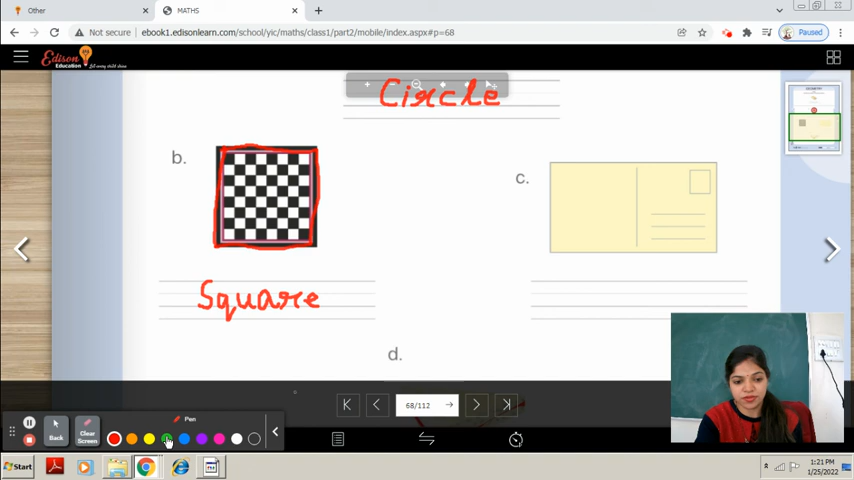 Other
MATHS
Not secure
ebook1.edisonlearn.com/school/yic/maths/class1/part2/mobile/index.aspx#p=68
Paused
Edison
Education
Circle
b.
c.
Square
d.
68/112
Pen
Back
Clear
Screen
Start
1:21 PM
1/25/2022